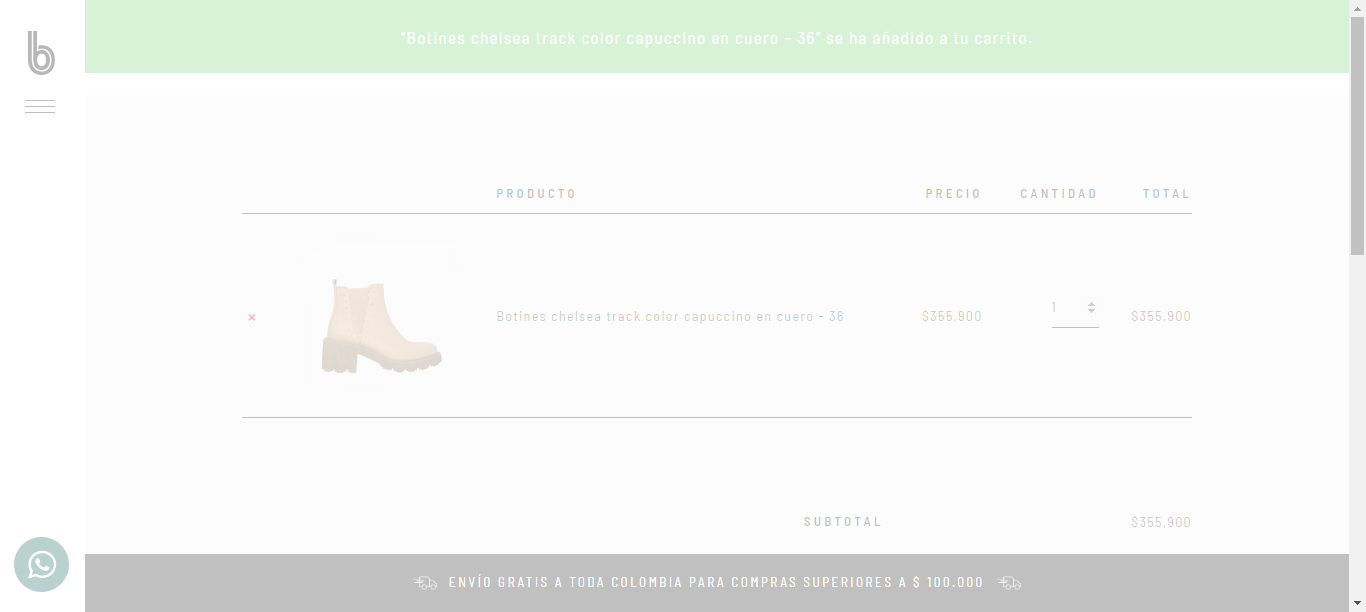 b
"Botines chelsea track color capuccino en cuero – 36" se ha añadido a tu carrito.
PRODUCTO PRECIO CANTIDAD TOTAL
× Botines chelsea track color capuccino en cuero – 36 $355,900 1 $355,900
SUBTOTAL $355,900
ENVÍO GRATIS A TODA COLOMBIA PARA COMPRAS SUPERIORES A $ 100.000